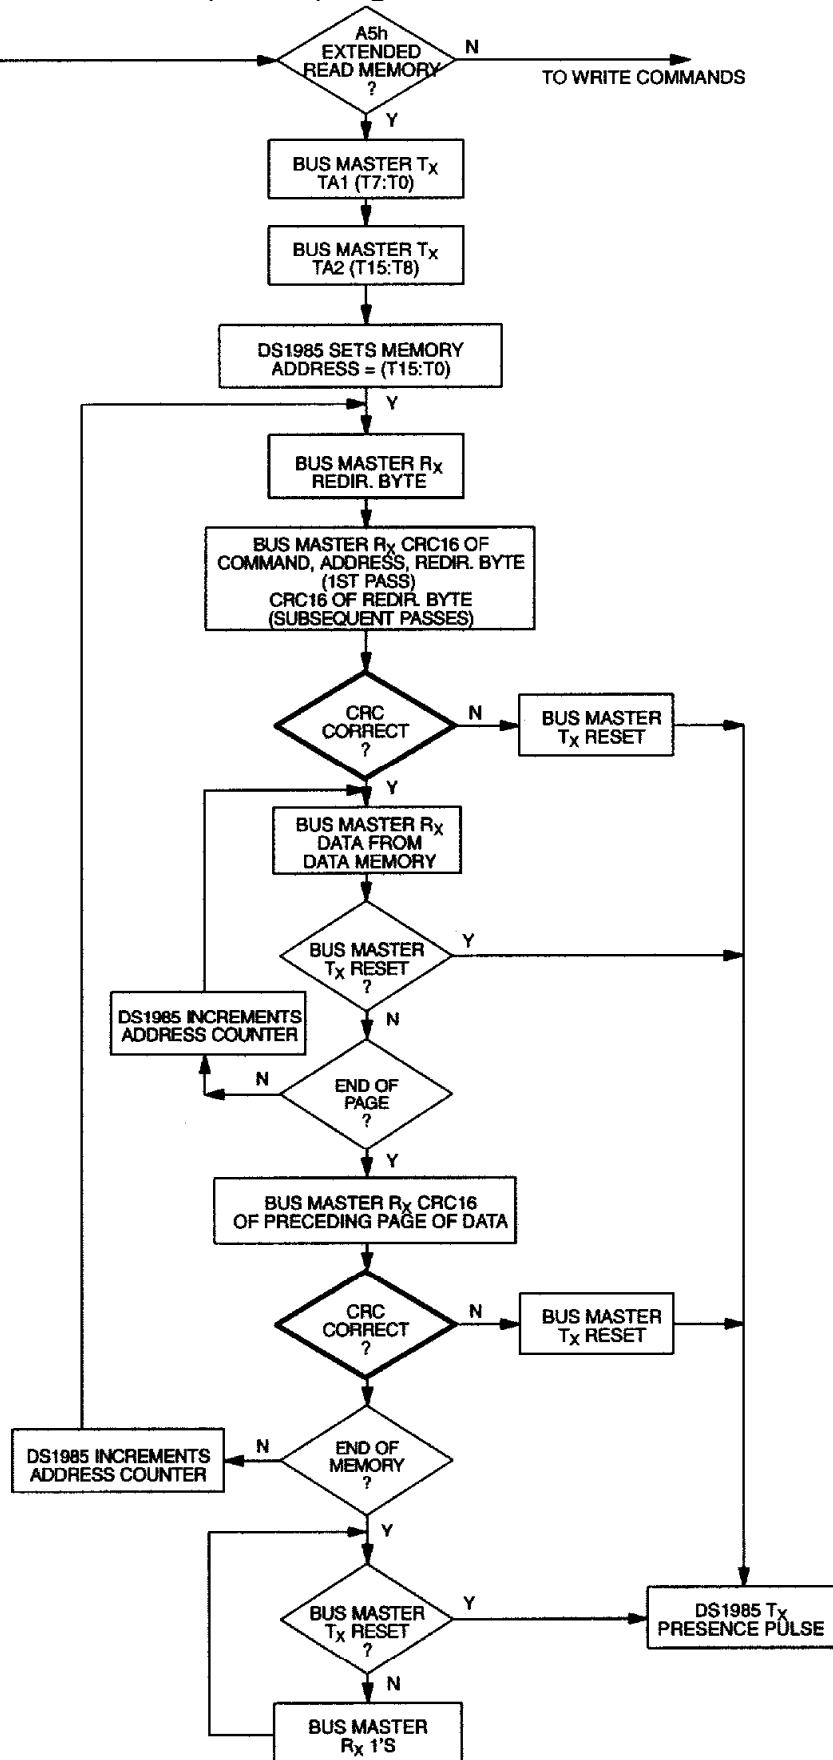 A5h
EXTENDED
READ MEMORY
?
N
TO WRITE COMMANDS
Y
BUS MASTER TX
TA1 (T7:T0)
BUS MASTER TX
TA2 (T15:T8)
DS1985 SETS MEMORY
ADDRESS = (T15:T0)
Y
BUS MASTER RX
REDIR. BYTE
BUS MASTER RX CRC16 OF
COMMAND, ADDRESS, REDIR. BYTE
(1ST PASS)
CRC16 OF REDIR. BYTE
(SUBSEQUENT PASSES)
CRC
CORRECT
?
N
BUS MASTER
TX RESET
Y
BUS MASTER RX
DATA FROM
DATA MEMORY
BUS MASTER
TX RESET
?
Y
N
DS1985 INCREMENTS
ADDRESS COUNTER
N
END OF
PAGE
?
Y
BUS MASTER RX CRC16
OF PRECEDING PAGE OF DATA
CRC
CORRECT
?
N
BUS MASTER
TX RESET
DS1985 INCREMENTS
ADDRESS COUNTER
N
END OF
MEMORY
?
Y
BUS MASTER
TX RESET
?
Y
DS1985 TX
PRESENCE PULSE
N
BUS MASTER
RX 1'S